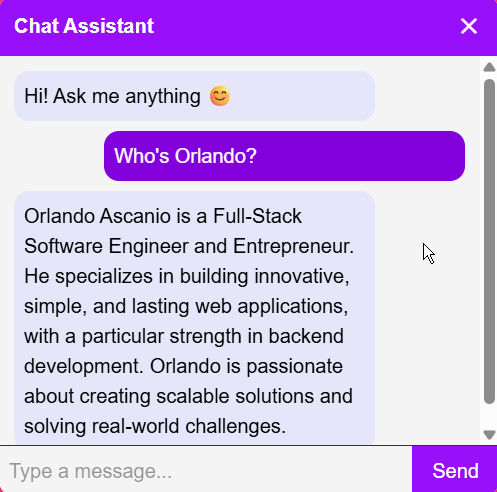 Chat Assistant
Hi! Ask me anything 😊
Who's Orlando?
Orlando Ascanio is a Full-Stack
Software Engineer and Entrepreneur.
He specializes in building innovative,
simple, and lasting web applications,
with a particular strength in backend
development. Orlando is passionate
about creating scalable solutions and
solving real-world challenges.
Type a message...
Send